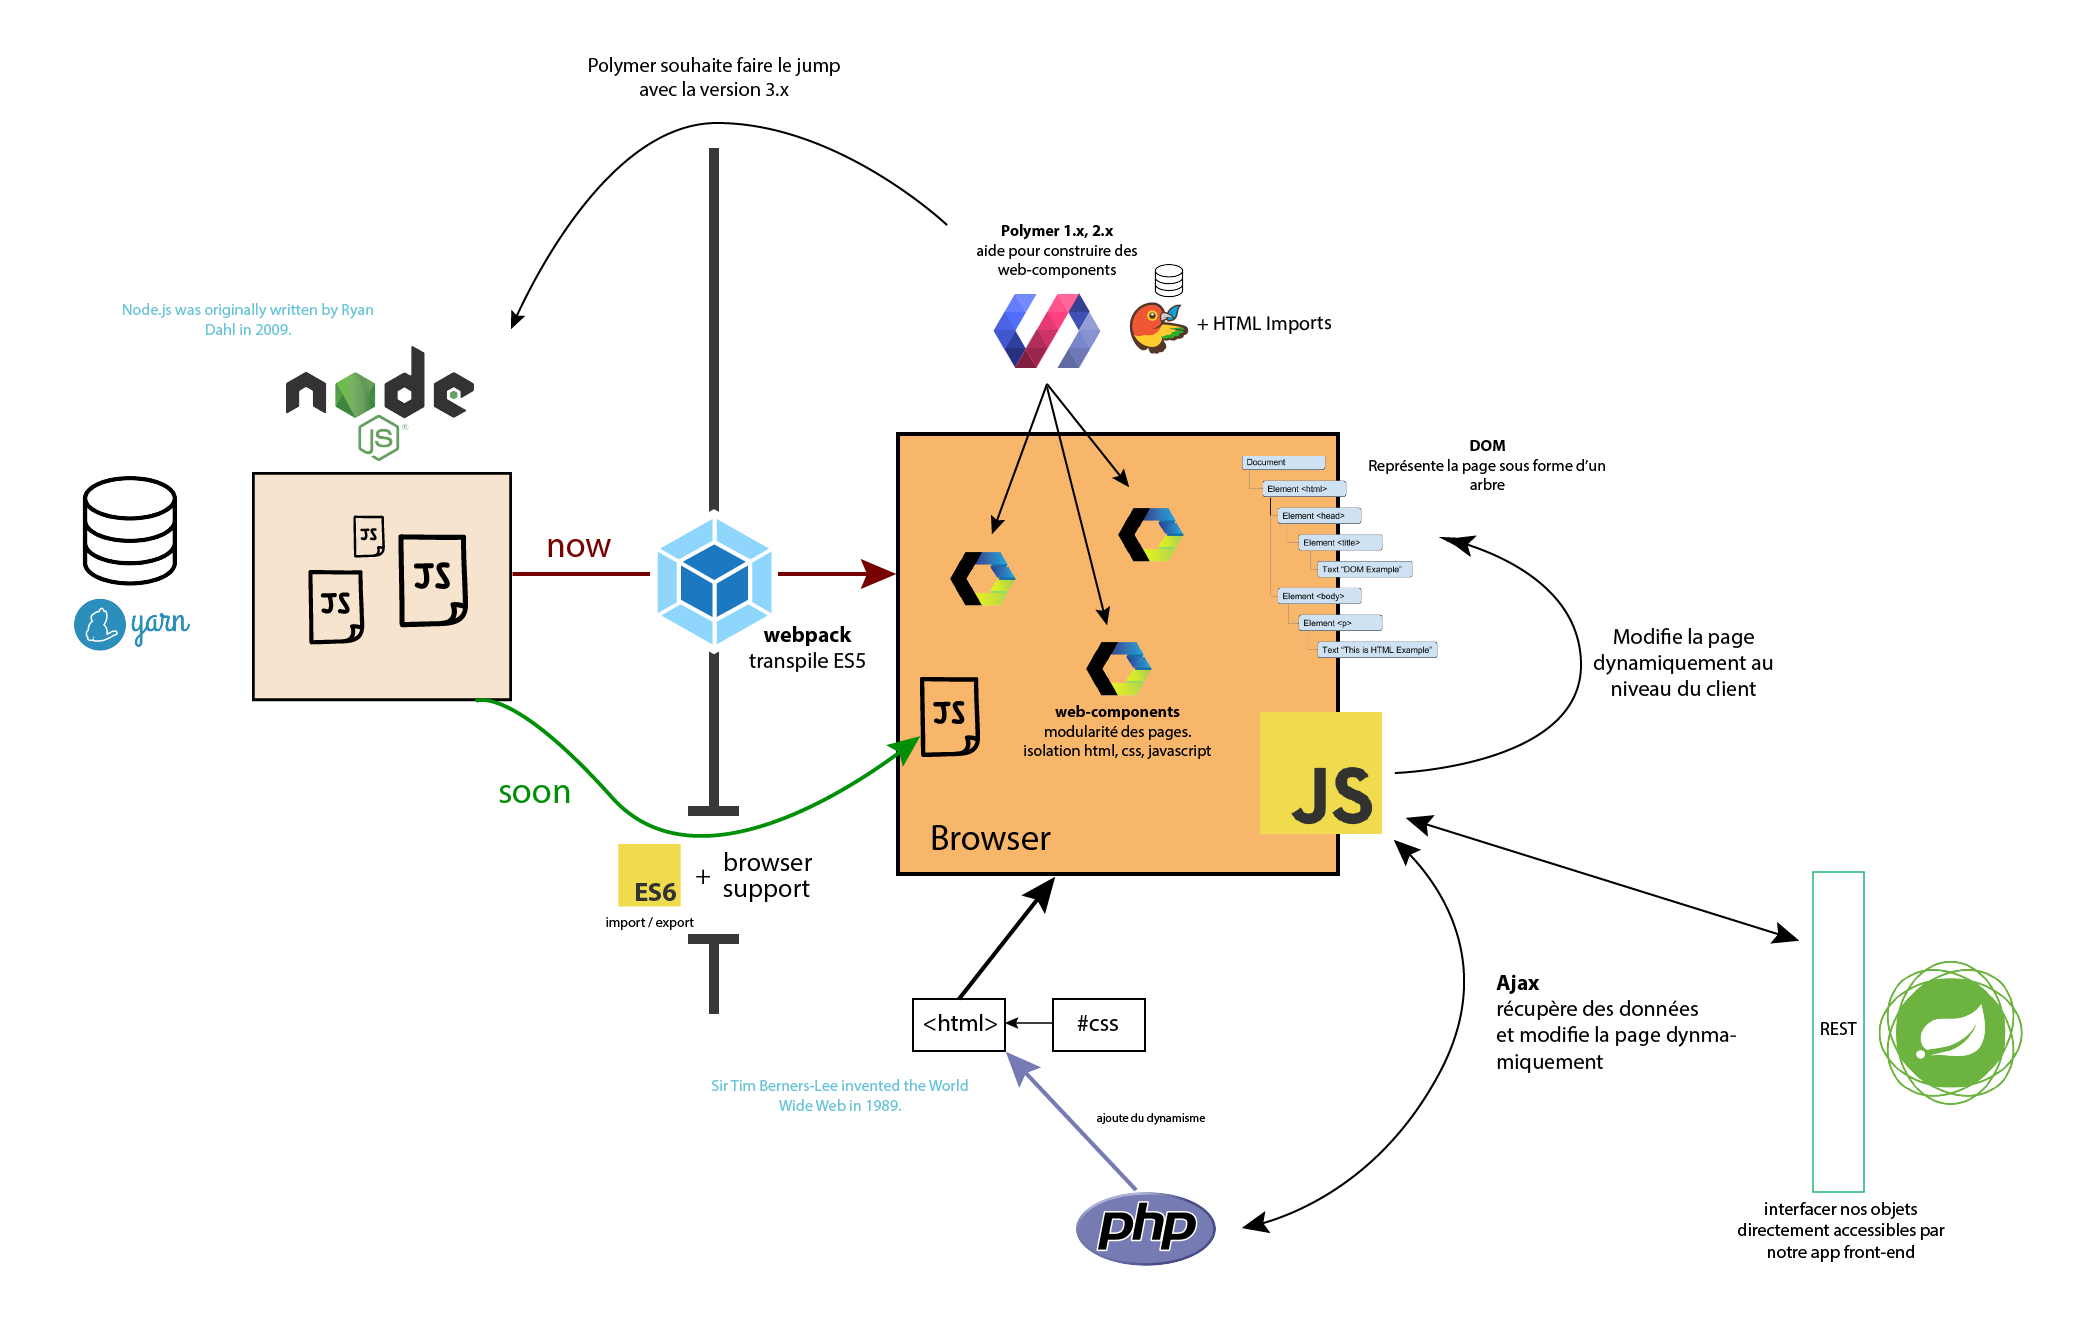 Polymer souhaite faire le jump
avec la version 3.x
Polymer 1.x, 2.x
aide pour construire des
web-components
+ HTML Imports
Node.js was originally written by Ryan
Dahl in 2009.
node
JS
®
yarn
JS
JS
JS
now
webpack
transpile ES5
soon
ES6
+
browser
support
import / export
Document
Element <html>
Element <head>
Element <title>
Text "DOM Example"
Element <body>
Element <p>
Text "This is HTML Example"
DOM
Représente la page sous forme d'un
arbre
JS
web-components
modularité des pages.
isolation html, css, javascript
JS
Browser
Modifie la page
dynamiquement au
niveau du client
<html>
#css
Sir Tim Berners-Lee invented the World
Wide Web in 1989.
ajoute du dynamisme
php
Ajax
récupère des données
et modifie la page dynma-
miquement
REST
interfacer nos objets
directement accessibles par
notre app front-end